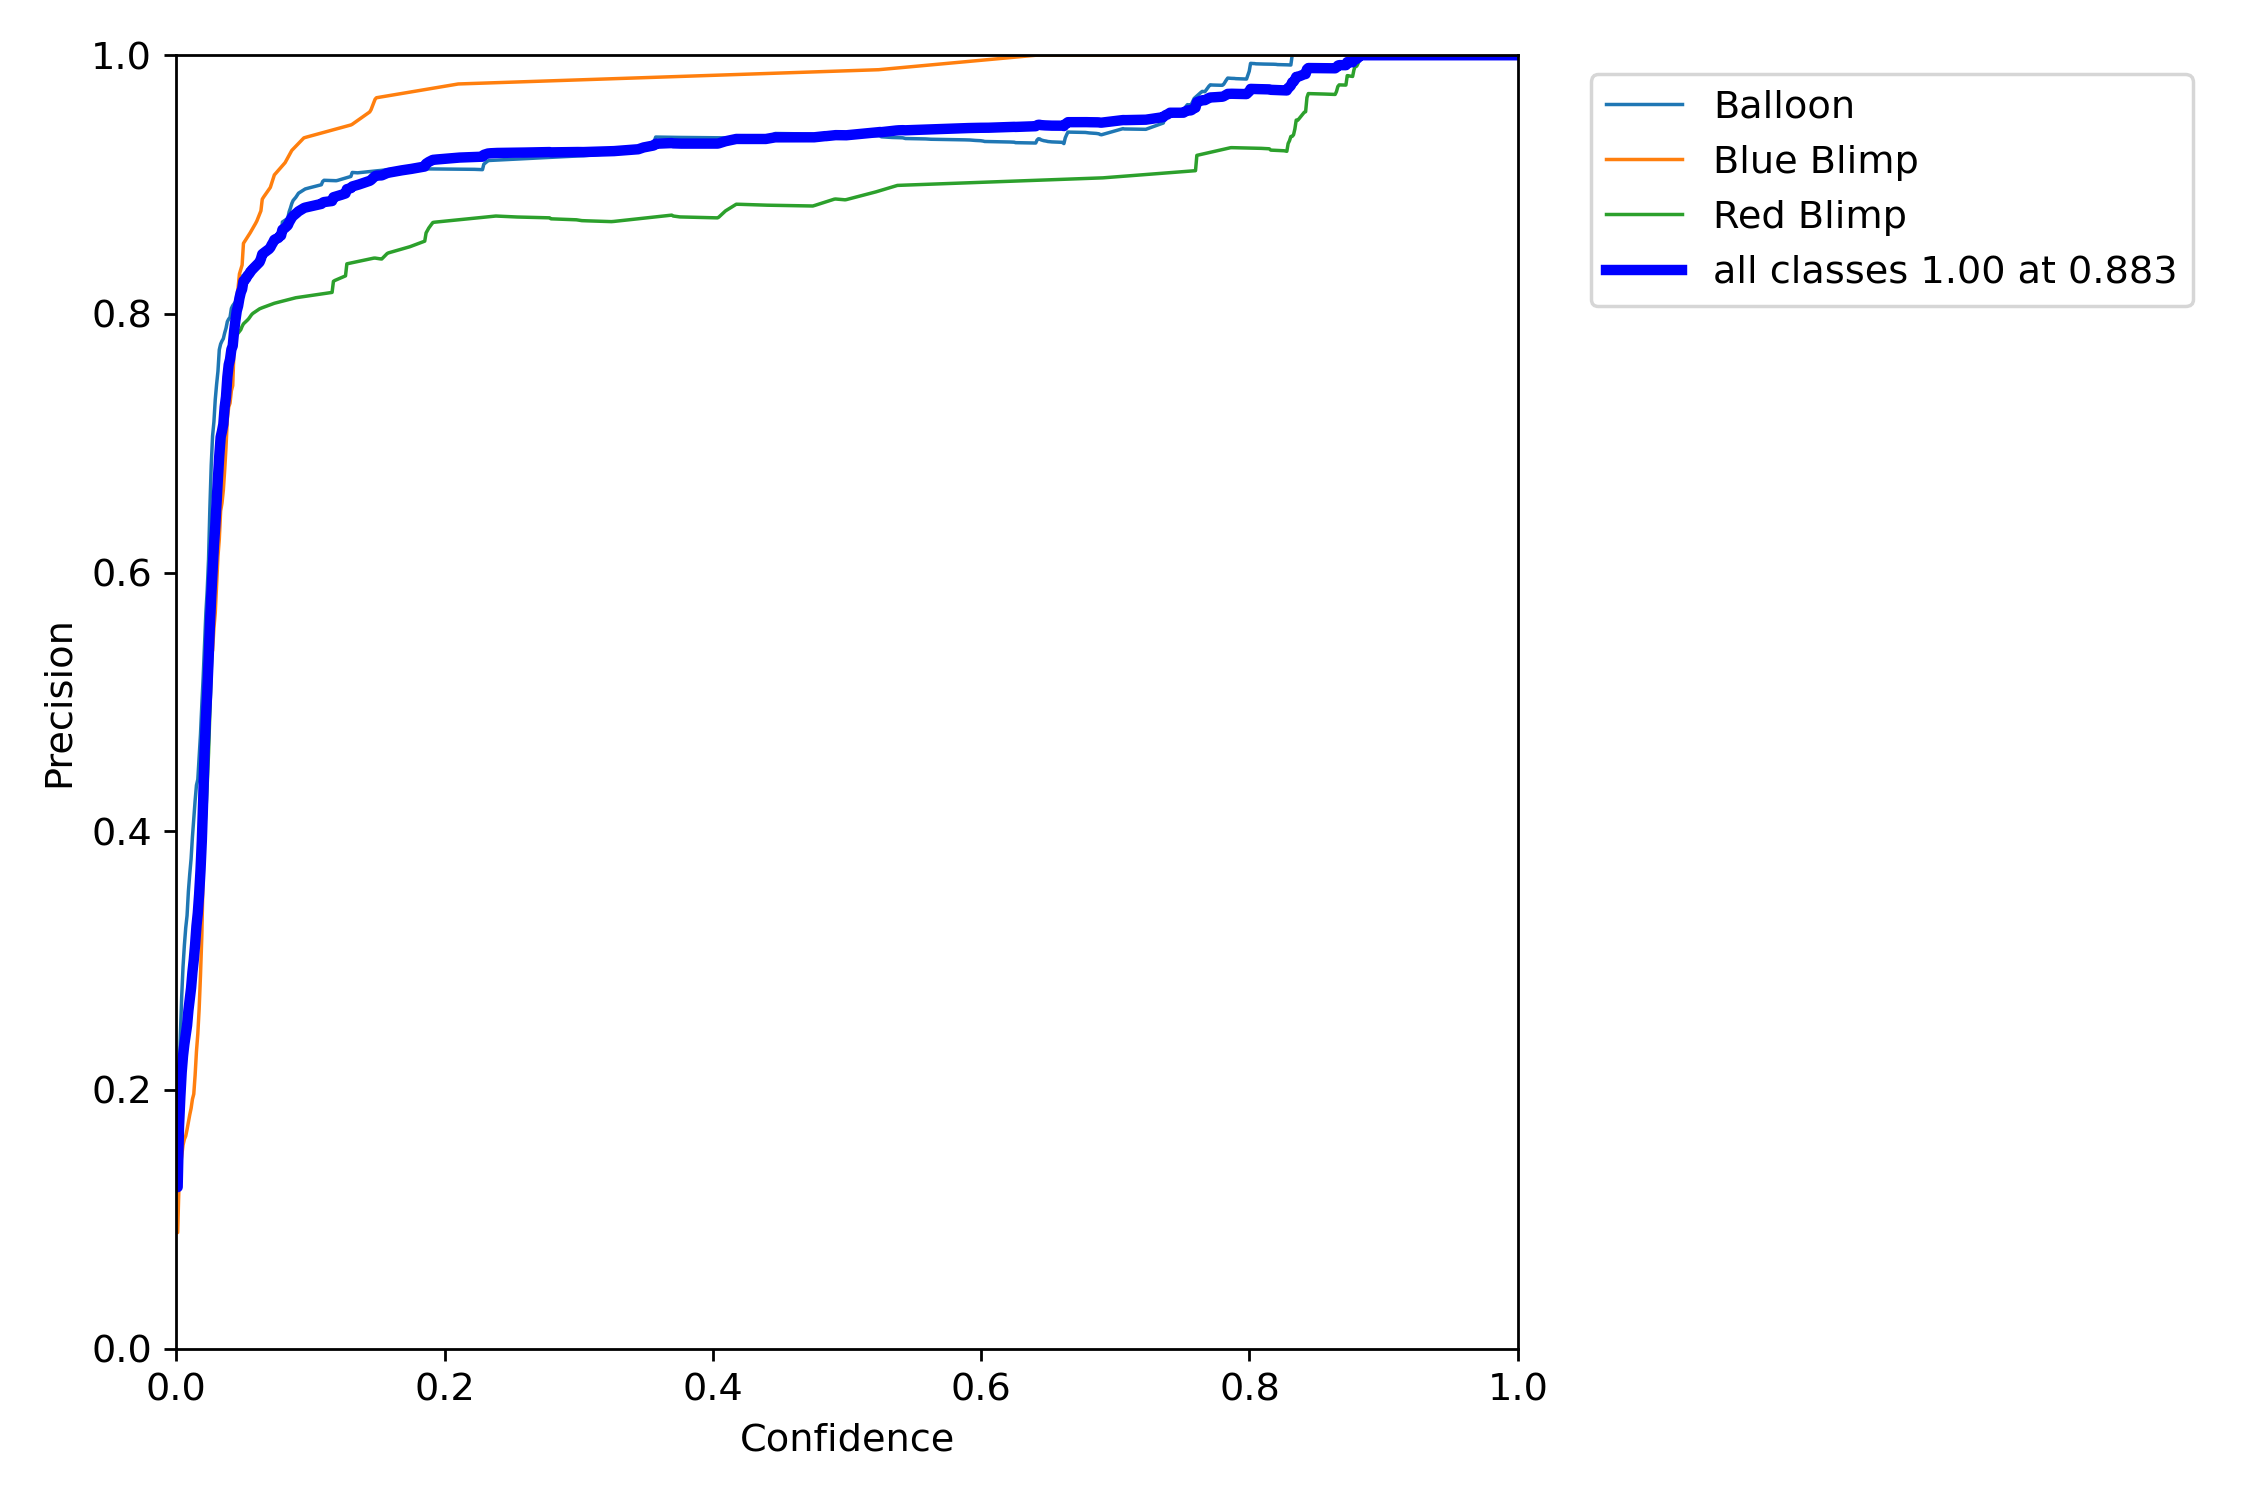 1.0
0.8
0.6
0.4
0.2
0.0
Precision
0.0 0.2 0.4 0.6 0.8 1.0
Confidence
Balloon
Blue Blimp
Red Blimp
all classes 1.00 at 0.883